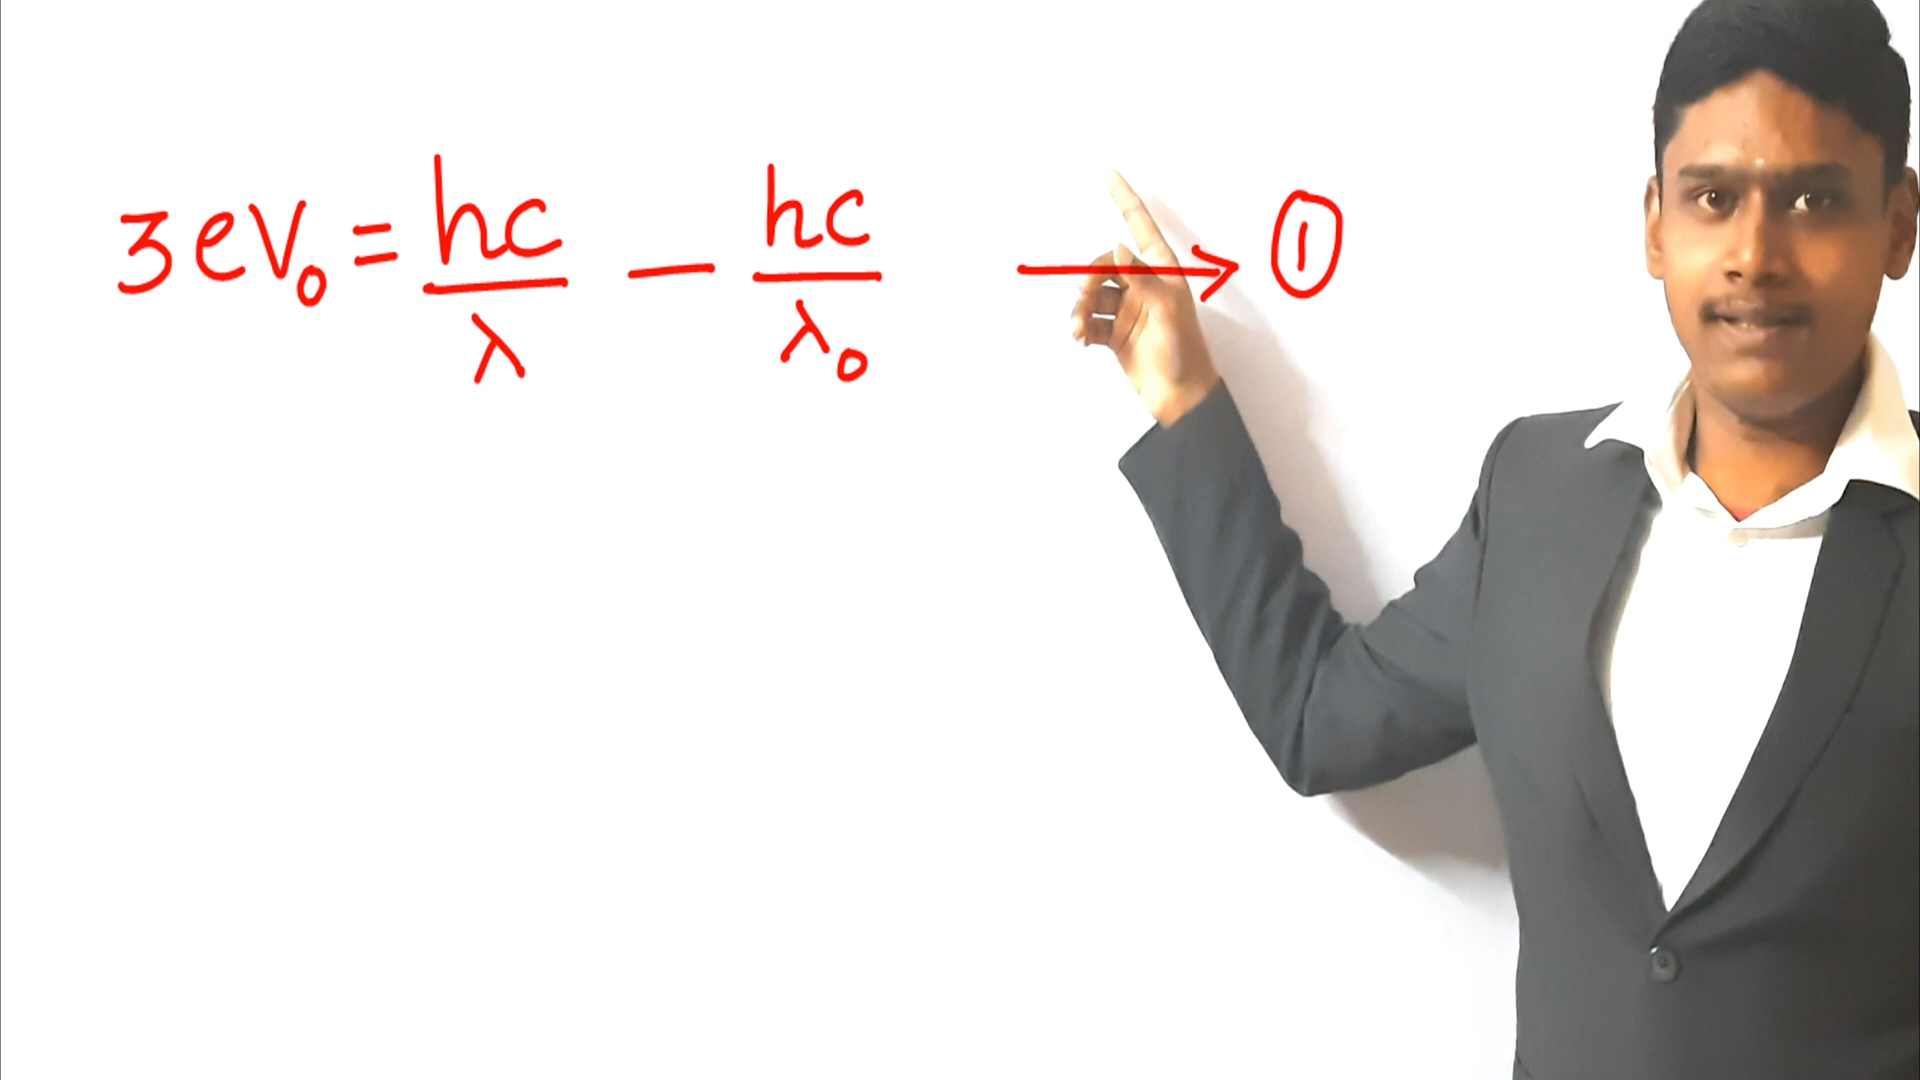 3eV₀ = hc/λ − hc/λ₀ ⟶ ①